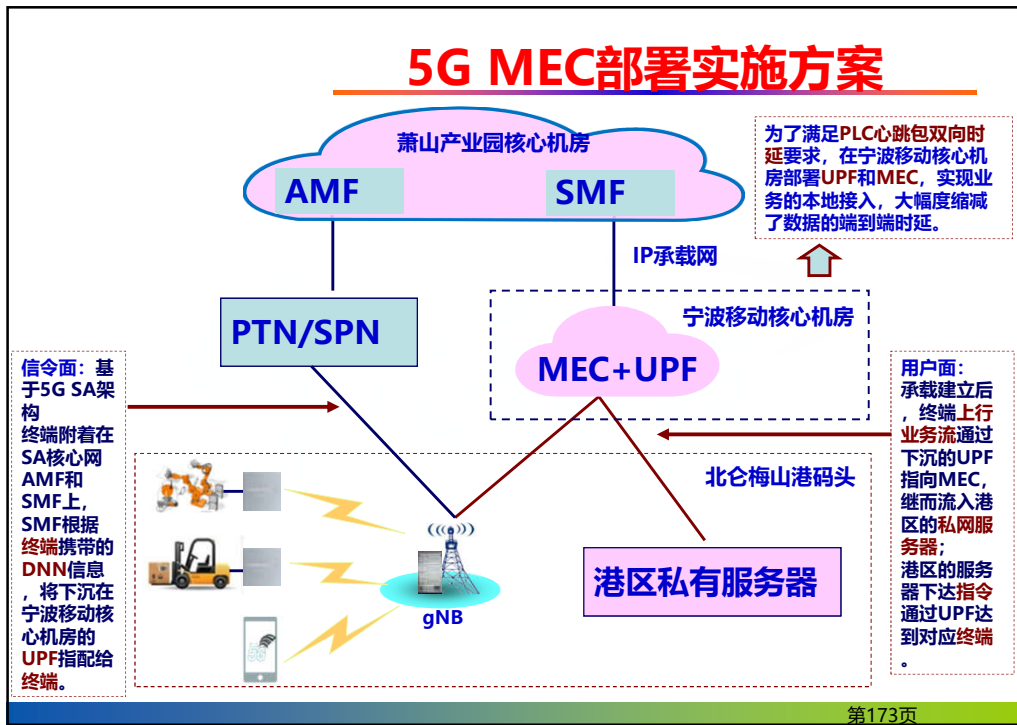 5G MEC部署实施方案
萧山产业园核心机房
AMF
SMF
为了满足PLC心跳包双向时
延要求，在宁波移动核心机
房部署UPF和MEC，实现业
务的本地接入，大幅度缩减
了数据的端到端时延。
IP承载网
PTN/SPN
宁波移动核心机房
MEC+UPF
信令面：基
于5G SA架
构
终端附着在
SA核心网
AMF和
SMF上，
SMF根据
终端携带的
DNN信息
，将下沉在
宁波移动核
心机房的
UPF指配给
终端。
用户面：
承载建立后
，终端上行
业务流通过
下沉的UPF
指向MEC，
继而流入港
区的私网服
务器；
港区的服务
器下达指令
通过UPF达
到对应终端
。
北仑梅山港码头
港区私有服务器
gNB
5G
第173页